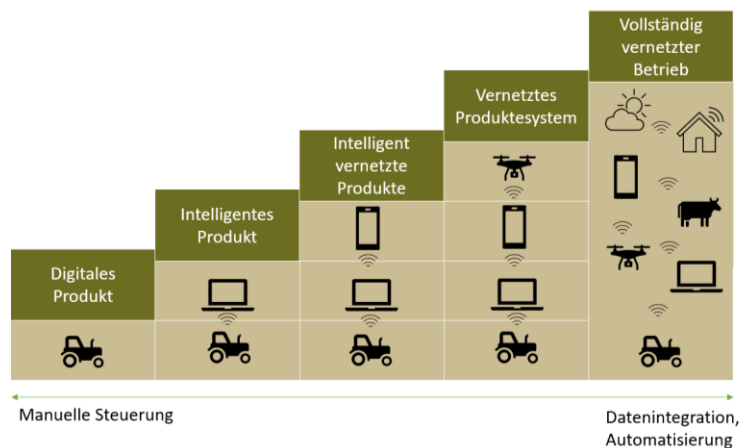 Digitales
Produkt
Intelligentes
Produkt
Intelligent
vernetzte
Produkte
Vernetztes
Produktesystem
Vollständig
vernetzter
Betrieb
Manuelle Steuerung
Datenintegration,
Automatisierung